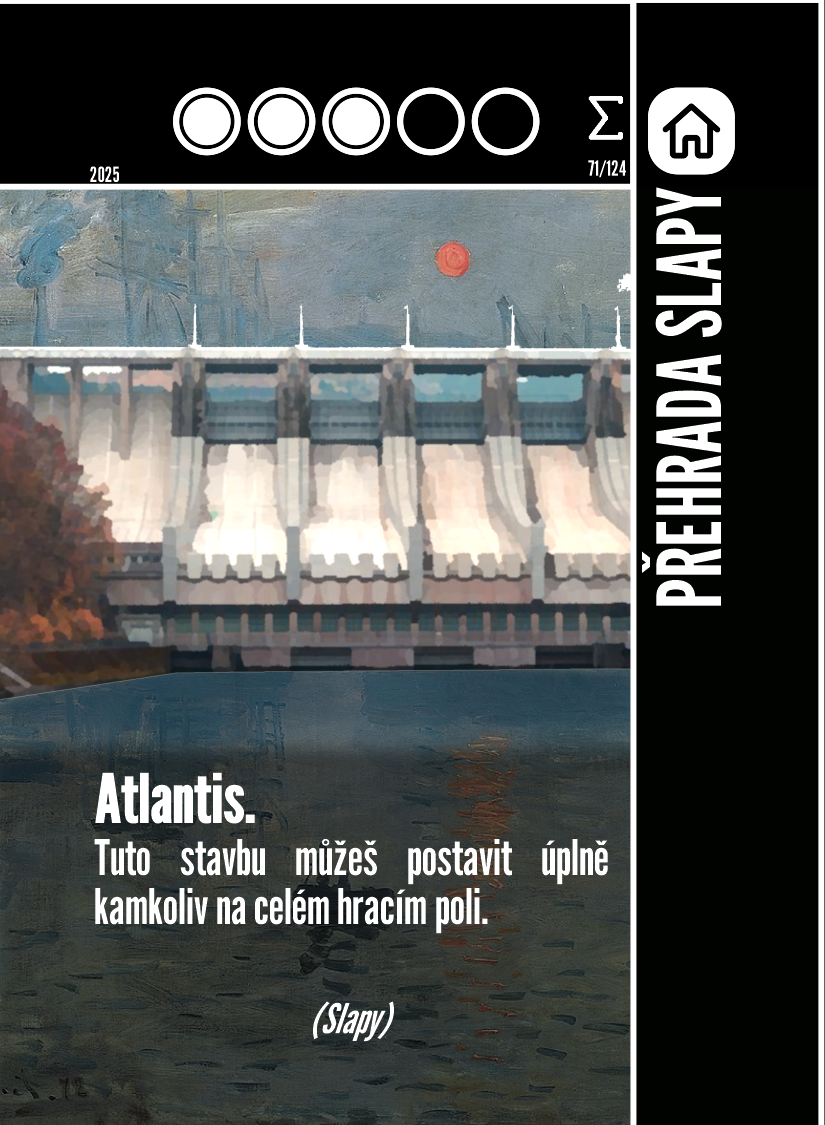 Σ
2025
71/124
PŘEHRADA SLAPY
Atlantis.
Tuto stavbu můžeš postavit úplně
kamkoliv na celém hracím poli.
(Slapy)